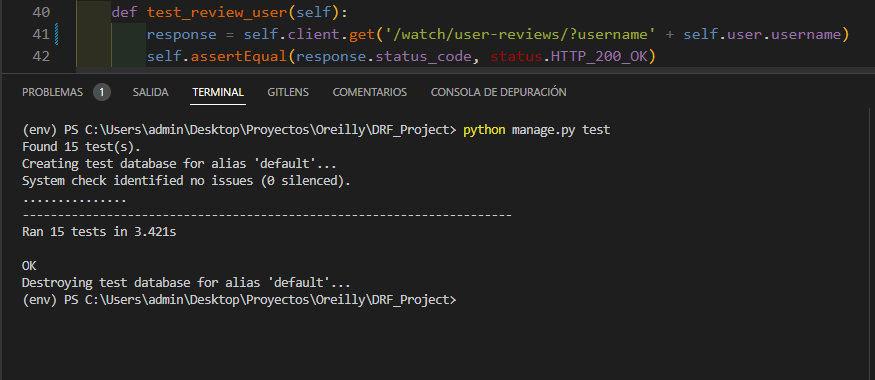 40 def test_review_user(self):
41 response = self.client.get('/watch/user-reviews/?username' + self.user.username)
42 self.assertEqual(response.status_code, status.HTTP_200_OK)
PROBLEMAS 1 SALIDA TERMINAL GITLENS COMENTARIOS CONSOLA DE DEPURACIÓN
(env) PS C:\Users\admin\Desktop\Proyectos\Oreilly\DRF_Project> python manage.py test
Found 15 test(s).
Creating test database for alias 'default'...
System check identified no issues (0 silenced).
...............
----------------------------------------------------------------------
Ran 15 tests in 3.421s
OK
Destroying test database for alias 'default'...
(env) PS C:\Users\admin\Desktop\Proyectos\Oreilly\DRF_Project>